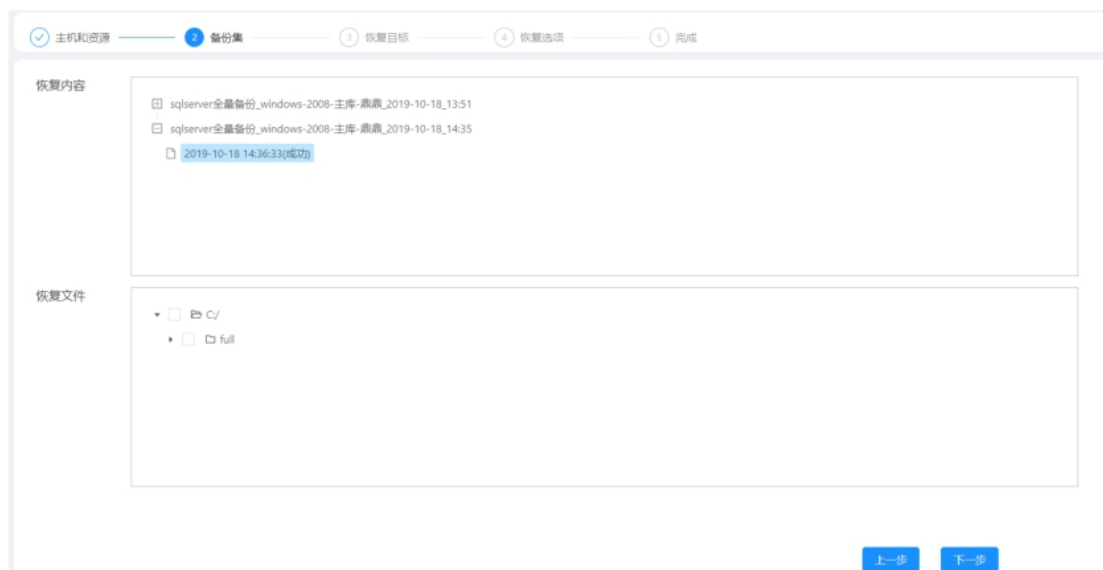 主机和资源 2 备份集 3 恢复目标 4 恢复选项 5 完成
恢复内容
sqlserver全量备份_windows-2008-主库-鼎鼎_2019-10-18_13:51
sqlserver全量备份_windows-2008-主库-鼎鼎_2019-10-18_14:35
2019-10-18 14:36:33(成功)
恢复文件
C:/
full
上一步 下一步